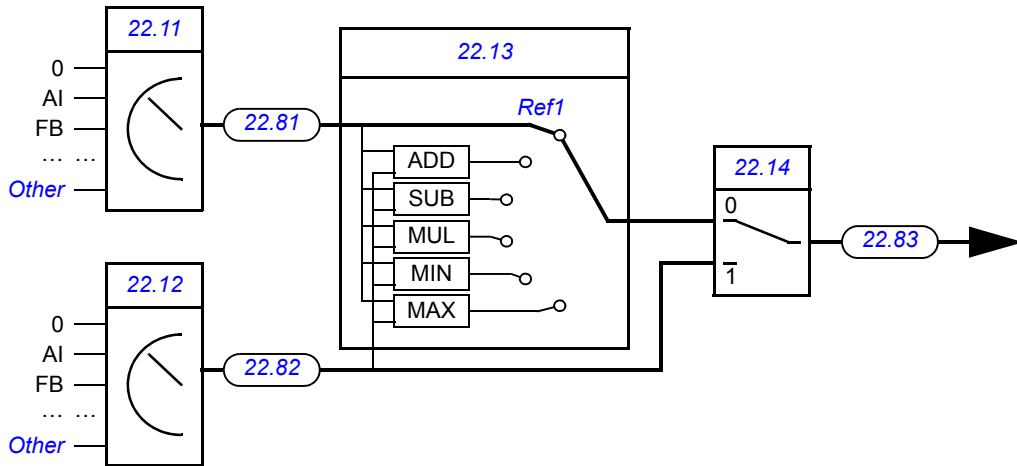 22.11
0
AI
FB
... ...
Other
22.81
22.13
Ref1
ADD
SUB
MUL
MIN
MAX
22.14
0
1
22.83
22.12
0
AI
FB
... ...
Other
22.82